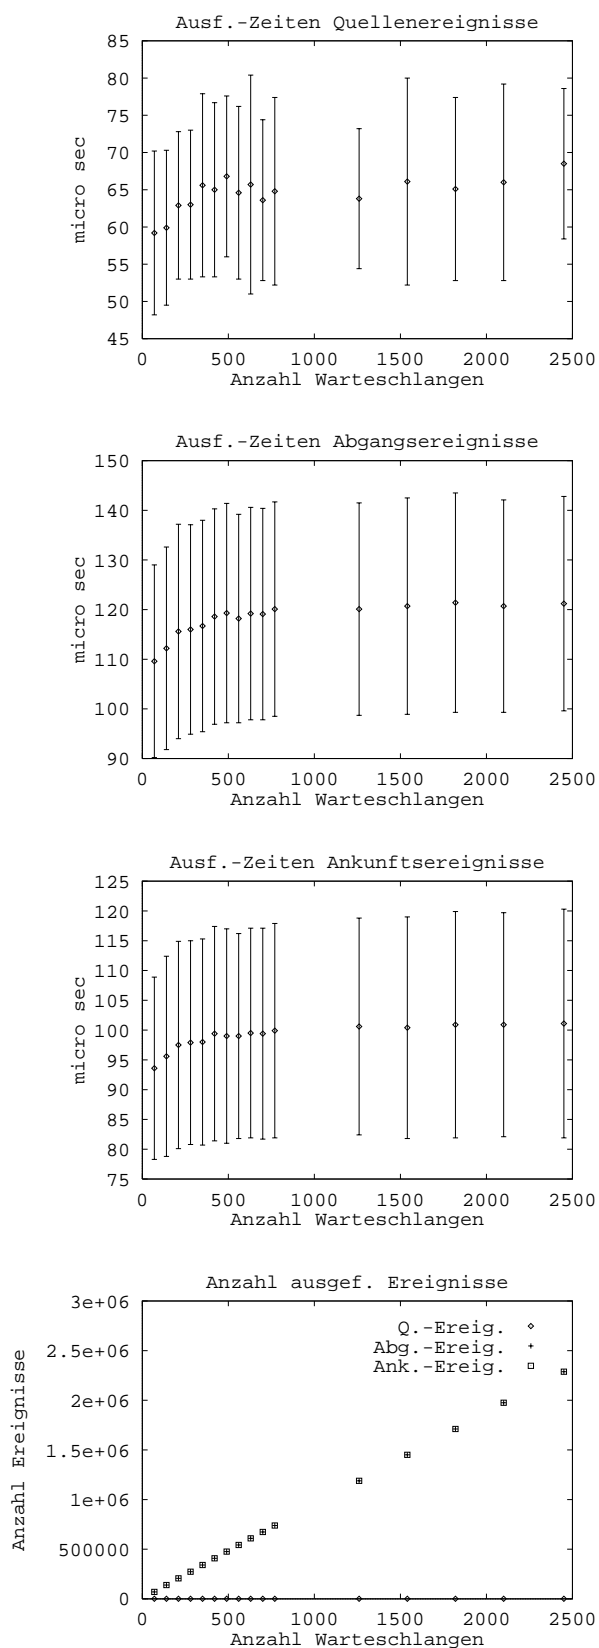 Ausf.-Zeiten Quellenereignisse
85
80
75
70
65
60
55
50
45
micro sec
0 500 1000 1500 2000 2500
Anzahl Warteschlangen
Ausf.-Zeiten Abgangsereignisse
150
140
130
120
110
100
90
micro sec
0 500 1000 1500 2000 2500
Anzahl Warteschlangen
Ausf.-Zeiten Ankunftsereignisse
125
120
115
110
105
100
95
90
85
80
75
micro sec
0 500 1000 1500 2000 2500
Anzahl Warteschlangen
Anzahl ausgef. Ereignisse
3e+06
2.5e+06
2e+06
1.5e+06
1e+06
500000
0
Anzahl Ereignisse
Q.-Ereig.
Abg.-Ereig.
Ank.-Ereig.
0 500 1000 1500 2000 2500
Anzahl Warteschlangen